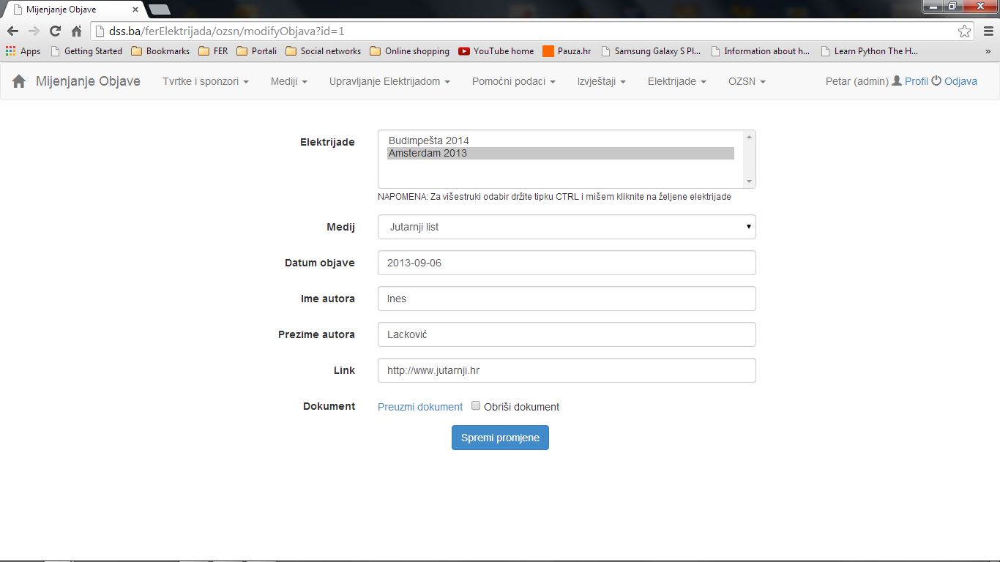 Mijenjanje Objave
dss.ba/ferElektrijada/ozsn/modifyObjava?id=1
Apps Getting Started Bookmarks FER Portali Social networks Online shopping YouTube home Pauza.hr Samsung Galaxy S Pl... Information about h... Learn Python The H... »
Mijenjanje Objave Tvrtke i sponzori Mediji Upravljanje Elektrijadom Pomoćni podaci Izvještaji Elektrijade OZSN Petar (admin) Profil Odjava
Elektrijade
Budimpešta 2014
Amsterdam 2013
NAPOMENA: Za višestruki odabir držite tipku CTRL i mišem kliknite na željene elektrijade
Medij Jutarnji list
Datum objave 2013-09-06
Ime autora Ines
Prezime autora Lacković
Link http://www.jutarnji.hr
Dokument Preuzmi dokument Obriši dokument
Spremi promjene